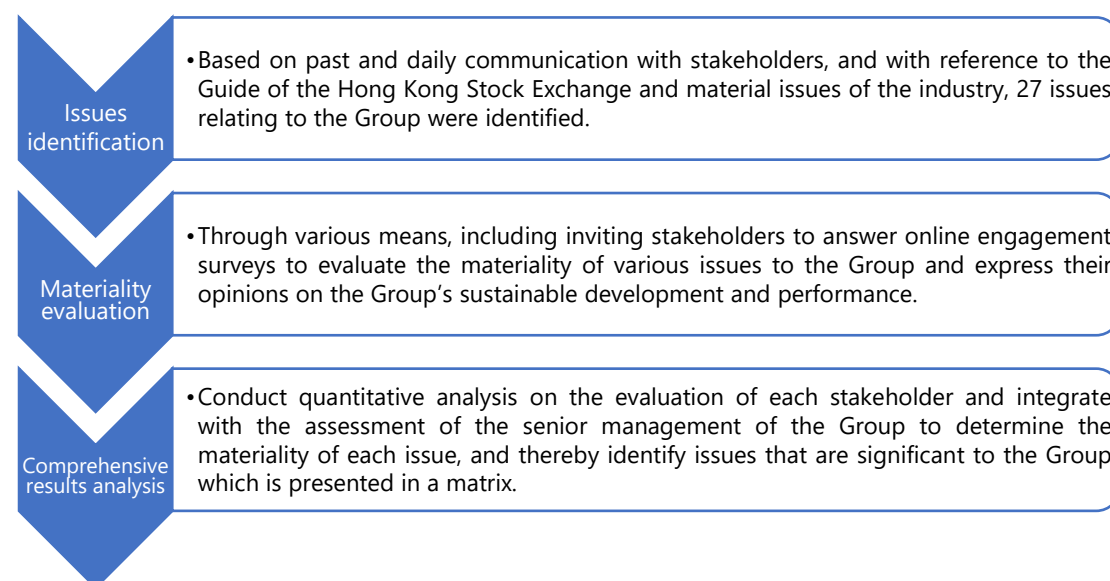 Issues
identification
•Based on past and daily communication with stakeholders, and with reference to the
Guide of the Hong Kong Stock Exchange and material issues of the industry, 27 issues
relating to the Group were identified.
Materiality
evaluation
•Through various means, including inviting stakeholders to answer online engagement
surveys to evaluate the materiality of various issues to the Group and express their
opinions on the Group’s sustainable development and performance.
Comprehensive
results analysis
•Conduct quantitative analysis on the evaluation of each stakeholder and integrate
with the assessment of the senior management of the Group to determine the
materiality of each issue, and thereby identify issues that are significant to the Group
which is presented in a matrix.